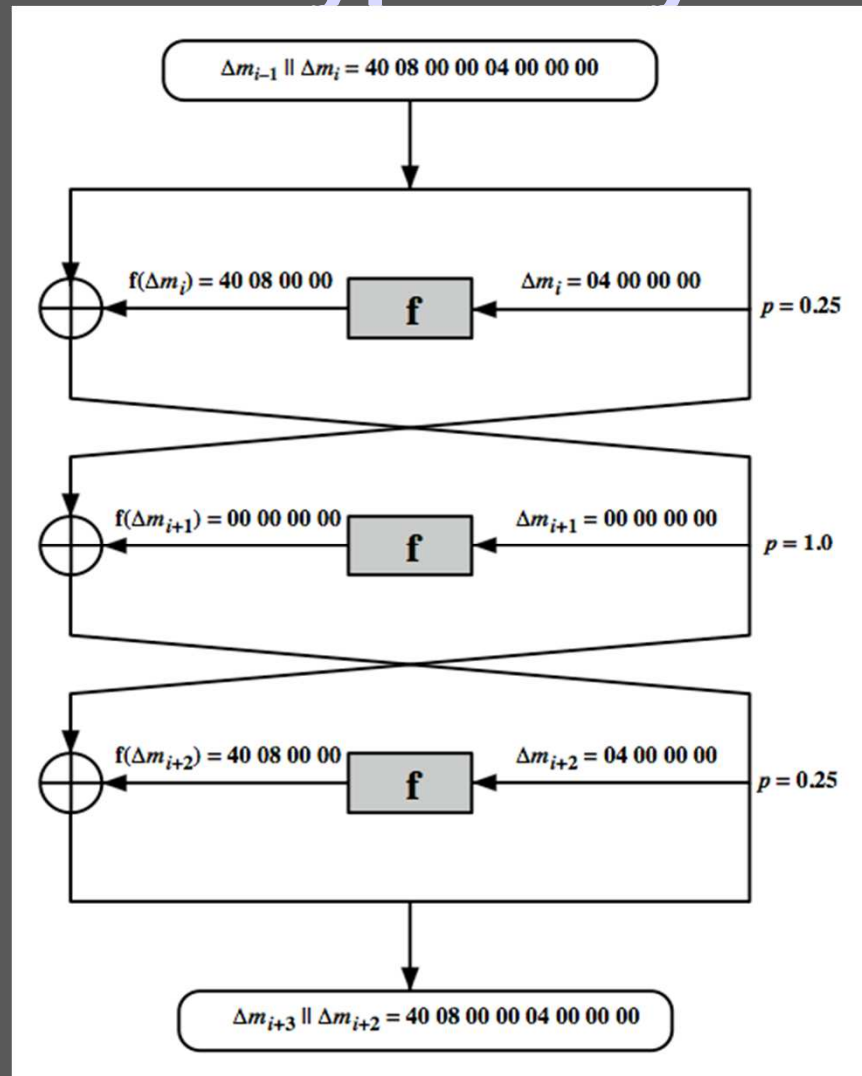 Δm_{i–1} || Δm_i = 40 08 00 00 04 00 00 00
f(Δm_i) = 40 08 00 00
f
Δm_i = 04 00 00 00
p = 0.25
f(Δm_{i+1}) = 00 00 00 00
f
Δm_{i+1} = 00 00 00 00
p = 1.0
f(Δm_{i+2}) = 40 08 00 00
f
Δm_{i+2} = 04 00 00 00
p = 0.25
Δm_{i+3} || Δm_{i+2} = 40 08 00 00 04 00 00 00